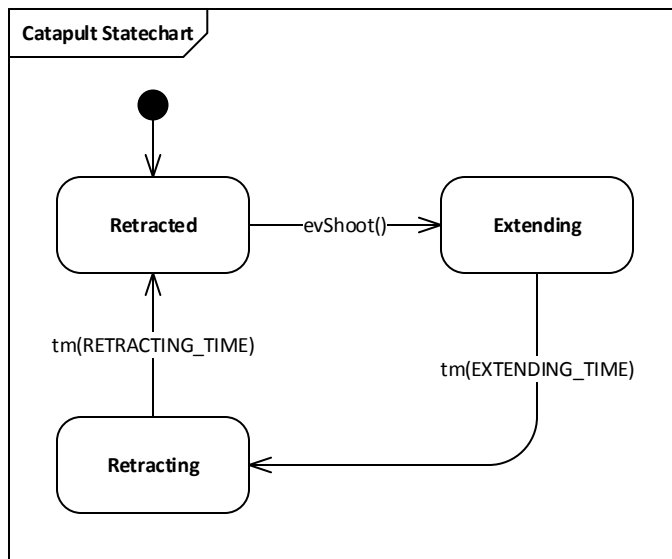 Catapult Statechart
Retracted
evShoot()
Extending
tm(RETRACTING_TIME)
tm(EXTENDING_TIME)
Retracting